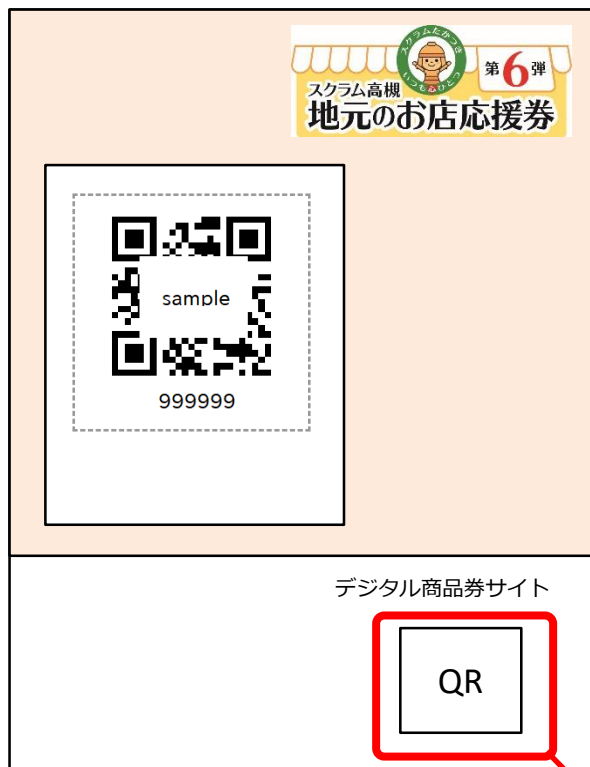 スクラムたかつき
いつも心ひとつ
第6弾
スクラム高槻
地元のお店応援券
sample
999999
デジタル商品券サイト
QR